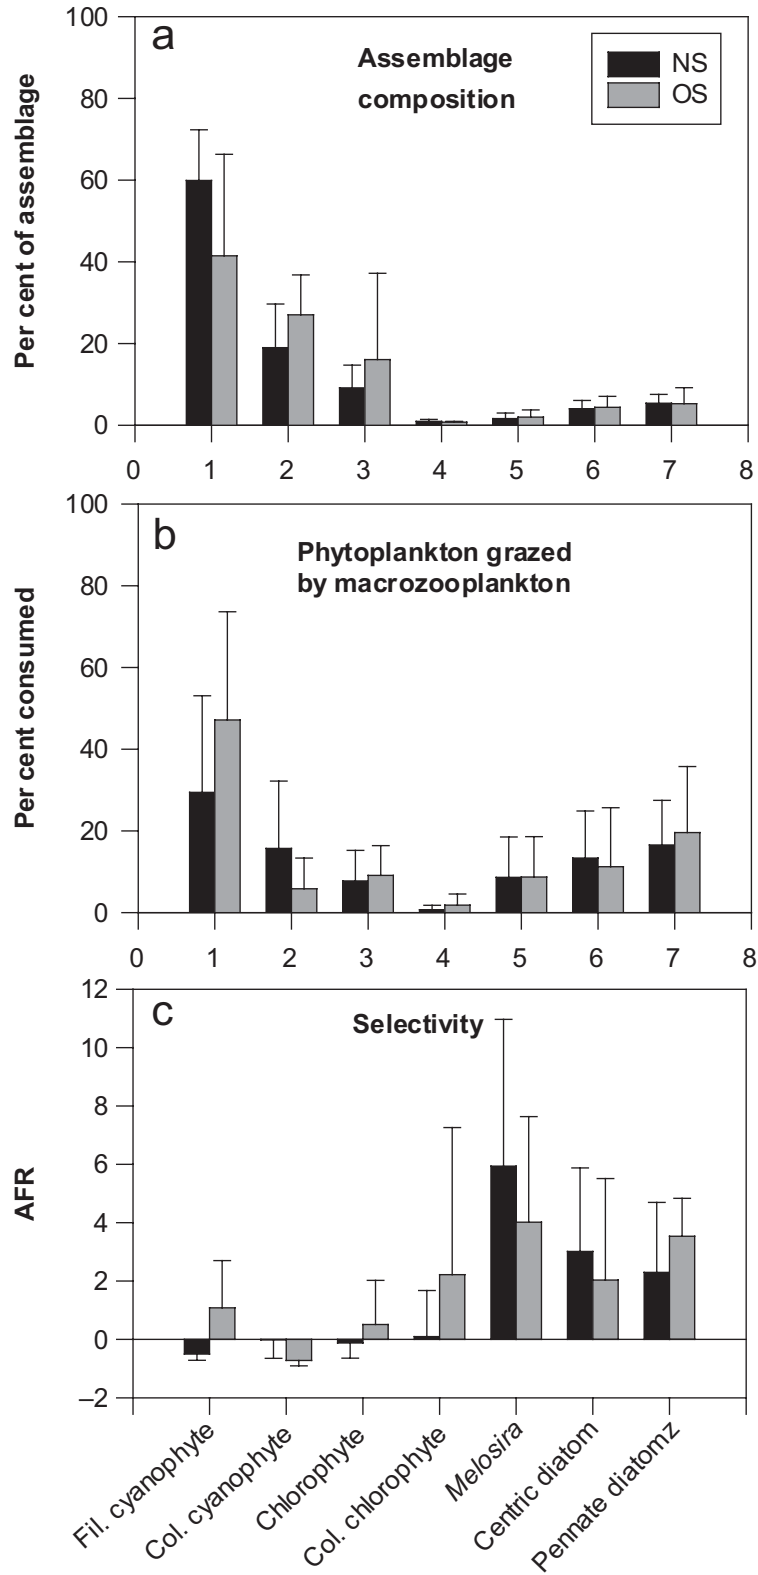 a
Assemblage
composition
NS
OS
Per cent of assemblage
100
80
60
40
20
0
0 1 2 3 4 5 6 7 8
b
Phytoplankton grazed
by macrozooplankton
Per cent consumed
100
80
60
40
20
0
0 1 2 3 4 5 6 7 8
c
Selectivity
AFR
12
10
8
6
4
2
0
–2
Fil. cyanophyte
Col. cyanophyte
Chlorophyte
Col. chlorophyte
Melosira
Centric diatom
Pennate diatomz